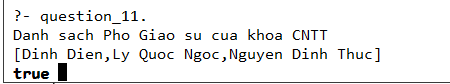 ?- question_11.
Danh sach Pho Giao su cua khoa CNTT
[Dinh Dien,Ly Quoc Ngoc,Nguyen Dinh Thuc]
true